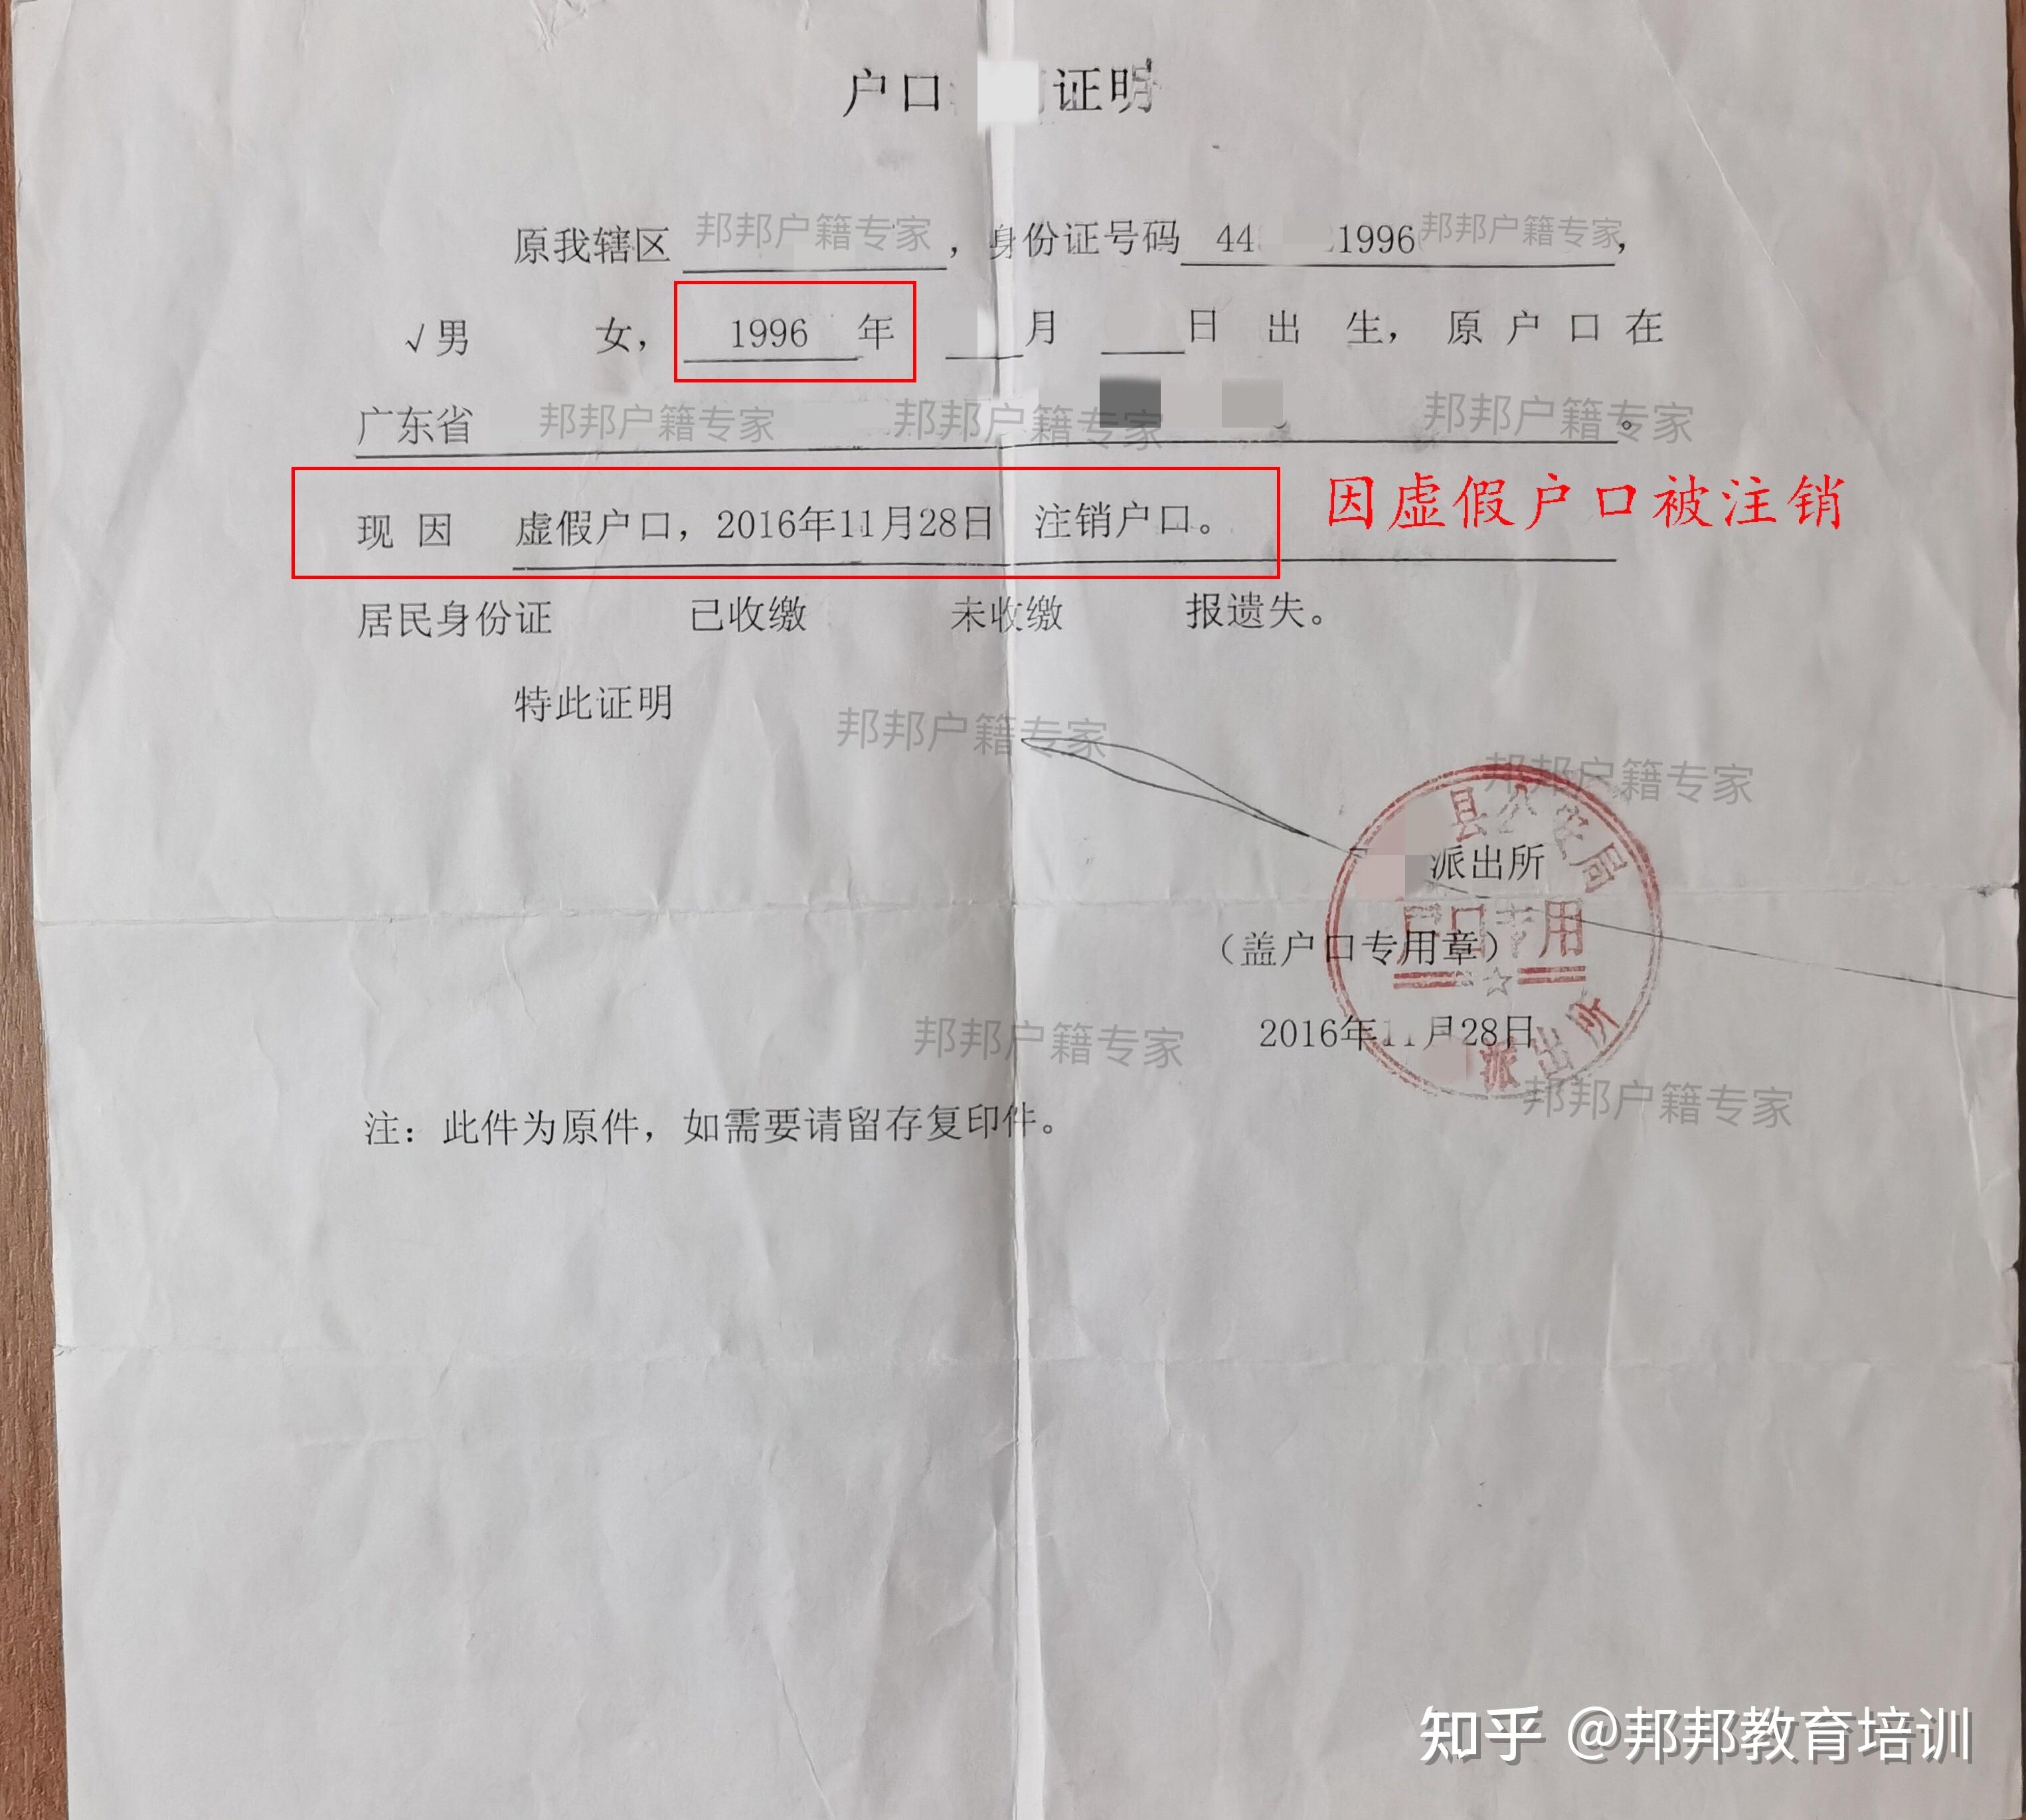 户口 证明
原我辖区 邦邦户籍专家，身份证号码 44 1996 邦邦户籍专家，
√男 女， 1996 年 月 日 出 生， 原 户 口 在
广东省 邦邦户籍专家 邦邦户籍专家 邦邦户籍专家。
现 因 虚假户口，2016年11月28日 注销户口。
因虚假户口被注销
居民身份证 已收缴 未收缴 报遗失。
特此证明
邦邦户籍专家
邦邦户籍专家
县公安局
派出所
户口专用
（盖户口专用章）
2016年11月28日
派出所
邦邦户籍专家
邦邦户籍专家
注：此件为原件，如需要请留存复印件。
知乎 @邦邦教育培训